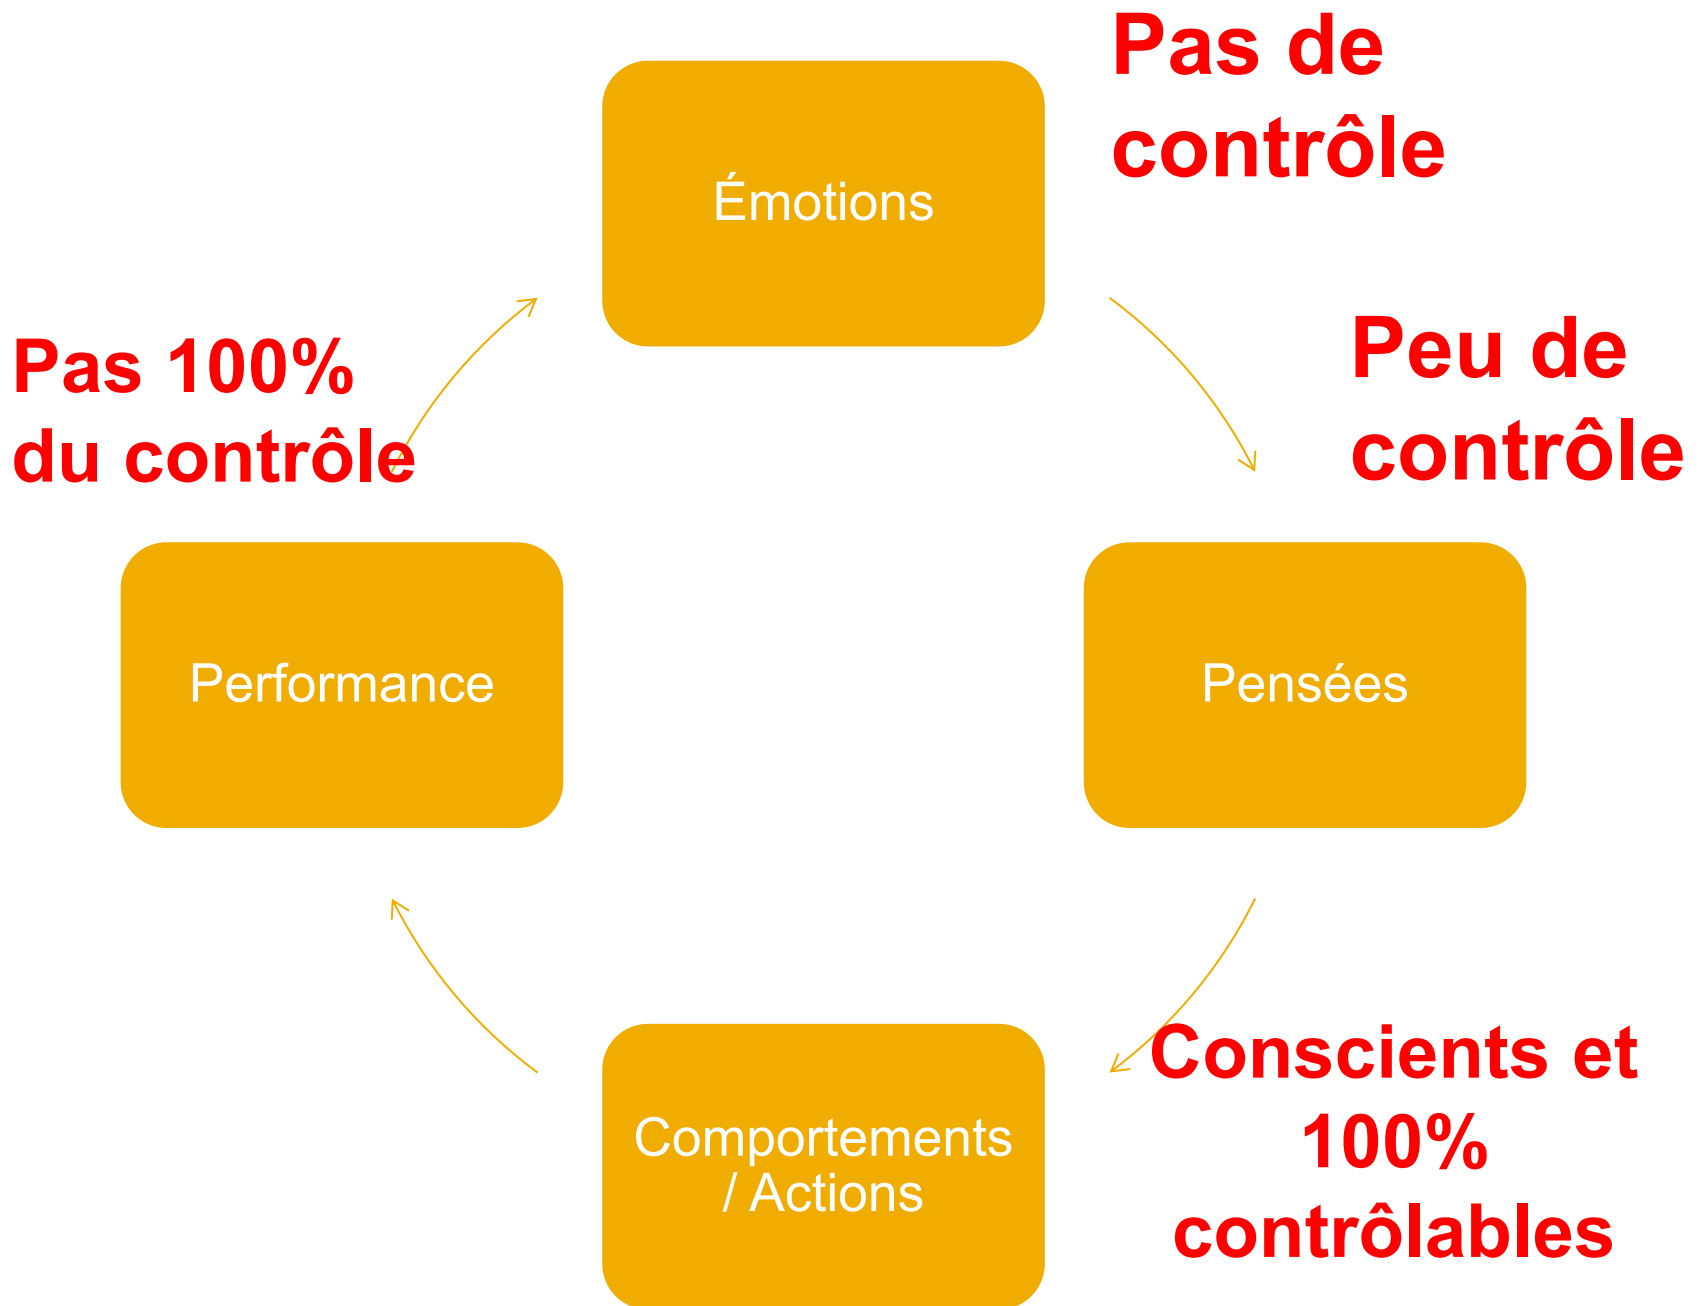 Pas de
contrôle
Émotions
Peu de
contrôle
Pas 100%
du contrôle
Performance
Pensées
Conscients et
100%
contrôlables
Comportements
/ Actions